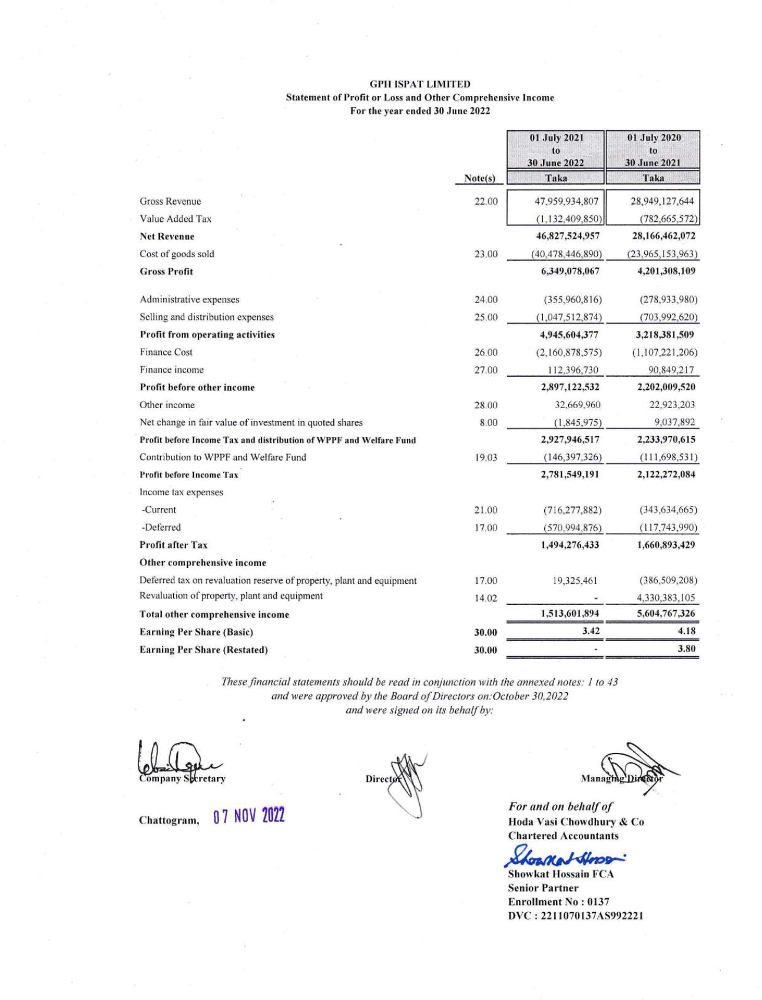 GPH ISPAT LIMITED
Statement of Profit or Loss and Other Comprehensive Income
For the year ended 30 June 2022
01 July 2021 to 30 June 2022 01 July 2020 to 30 June 2021
Note(s) Taka Taka
Gross Revenue 22.00 47,959,934,807 28,949,127,644
Value Added Tax (1,132,409,850) (782,665,572)
Net Revenue 46,827,524,957 28,166,462,072
Cost of goods sold 23.00 (40,478,446,890) (23,965,153,963)
Gross Profit 6,349,078,067 4,201,308,109
Administrative expenses 24.00 (355,960,816) (278,933,980)
Selling and distribution expenses 25.00 (1,047,512,874) (703,992,620)
Profit from operating activities 4,945,604,377 3,218,381,509
Finance Cost 26.00 (2,160,878,575) (1,107,221,206)
Finance income 27.00 112,396,730 90,849,217
Profit before other income 2,897,122,532 2,202,009,520
Other income 28.00 32,669,960 22,923,203
Net change in fair value of investment in quoted shares 8.00 (1,845,975) 9,037,892
Profit before Income Tax and distribution of WPPF and Welfare Fund 2,927,946,517 2,233,970,615
Contribution to WPPF and Welfare Fund 19.03 (146,397,326) (111,698,531)
Profit before Income Tax 2,781,549,191 2,122,272,084
Income tax expenses
-Current 21.00 (716,277,882) (343,634,665)
-Deferred 17.00 (570,994,876) (117,743,990)
Profit after Tax 1,494,276,433 1,660,893,429
Other comprehensive income
Deferred tax on revaluation reserve of property, plant and equipment 17.00 19,325,461 (386,509,208)
Revaluation of property, plant and equipment 14.02 - 4,330,383,105
Total other comprehensive income 1,513,601,894 5,604,767,326
Earning Per Share (Basic) 30.00 3.42 4.18
Earning Per Share (Restated) 30.00 - 3.80
These financial statements should be read in conjunction with the annexed notes: 1 to 43
and were approved by the Board of Directors on:October 30,2022
and were signed on its behalf by:
Company Secretary Director Managing Director
For and on behalf of
Chattogram, 07 NOV 2022
Hoda Vasi Chowdhury & Co
Chartered Accountants
Showkat Hossain FCA
Senior Partner
Enrollment No : 0137
DVC : 2211070137AS992221